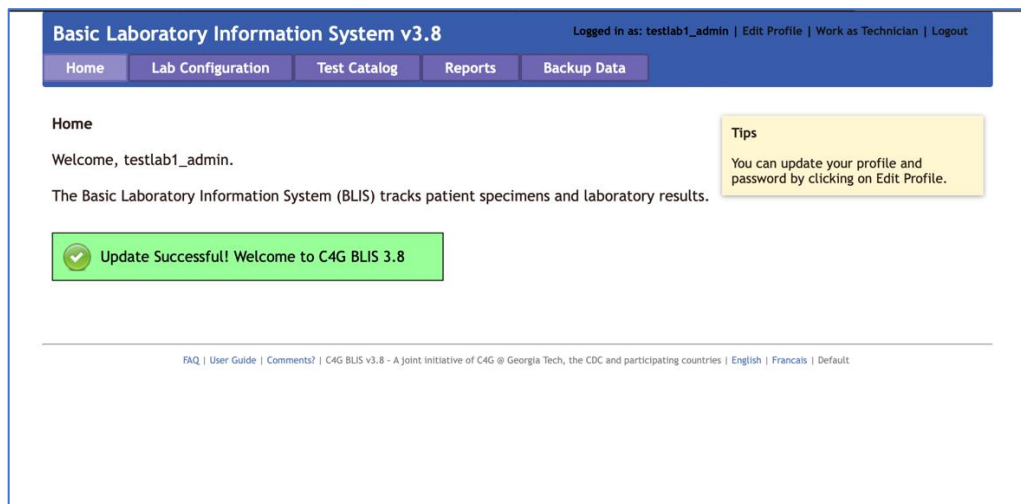 Basic Laboratory Information System v3.8
Logged in as: testlab1_admin | Edit Profile | Work as Technician | Logout
Home Lab Configuration Test Catalog Reports Backup Data
Home
Welcome, testlab1_admin.
The Basic Laboratory Information System (BLIS) tracks patient specimens and laboratory results.
Tips
You can update your profile and
password by clicking on Edit Profile.
Update Successful! Welcome to C4G BLIS 3.8
FAQ | User Guide | Comments? | C4G BLIS v3.8 - A joint initiative of C4G @ Georgia Tech, the CDC and participating countries | English | Francais | Default